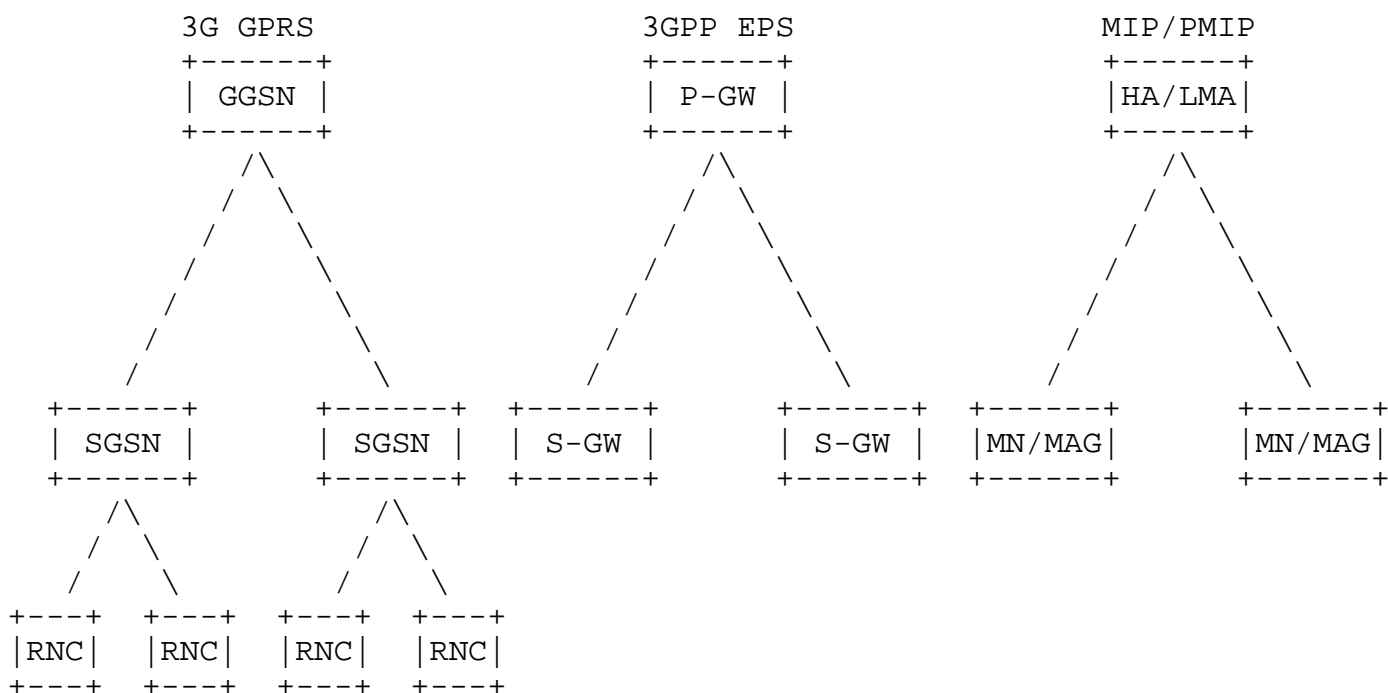 3G GPRS 3GPP EPS MIP/PMIP
GGSN P-GW HA/LMA
SGSN SGSN S-GW S-GW MN/MAG MN/MAG
RNC RNC RNC RNC